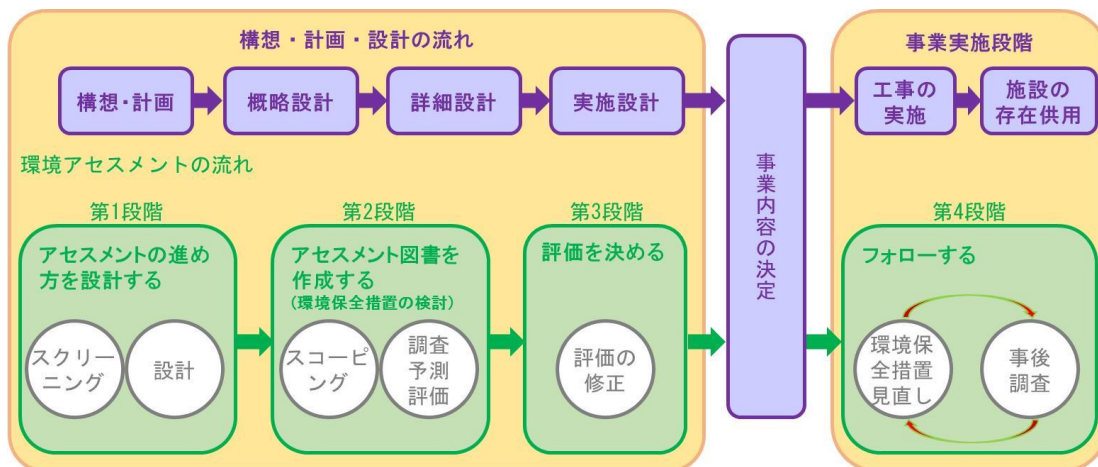 構想・計画・設計の流れ
構想・計画
概略設計
詳細設計
実施設計
事業内容の決定
事業実施段階
工事の
実施
施設の
存在供用
環境アセスメントの流れ
第1段階
アセスメントの進め
方を設計する
スクリー
ニング
設計
第2段階
アセスメント図書を
作成する
(環境保全措置の検討)
スコーピ
ング
調査
予測
評価
第3段階
評価を決める
評価の
修正
第4段階
フォローする
環境保
全措置
見直し
事後
調査